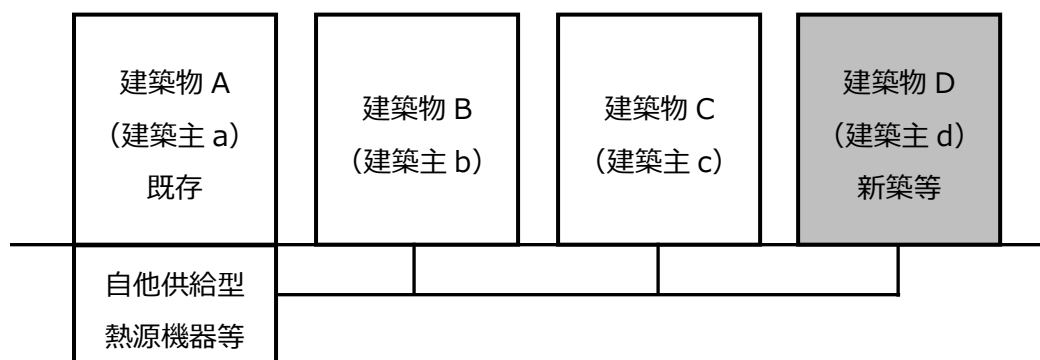 建築物 A
（建築主 a）
既存
建築物 B
（建築主 b）
建築物 C
（建築主 c）
建築物 D
（建築主 d）
新築等
自他供給型
熱源機器等